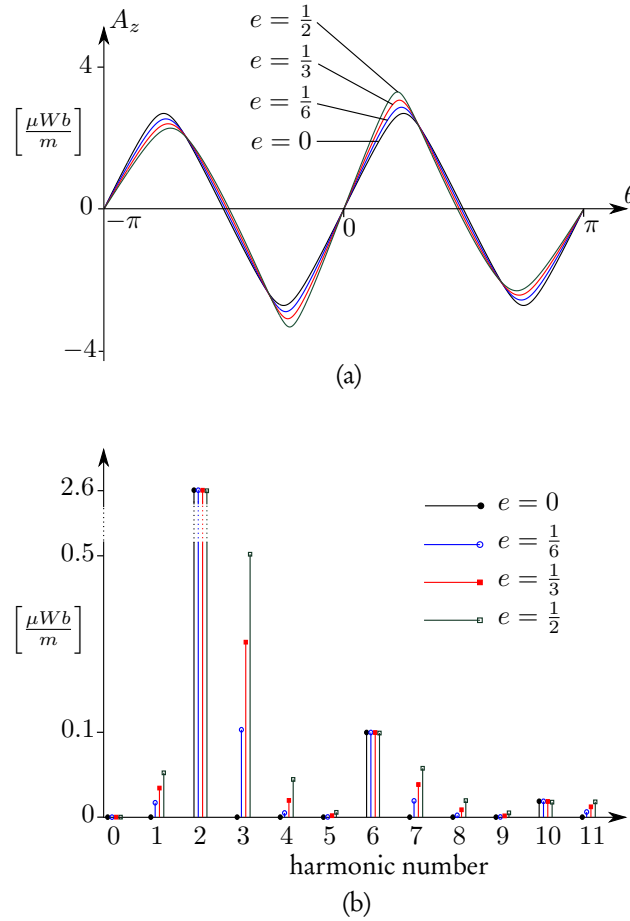 A_z
e = 1/2
e = 1/3
e = 1/6
e = 0
4
[μWb/m]
0
−π
0
π
θ
−4
(a)
2.6
0.5
[μWb/m]
0.1
0
e = 0
e = 1/6
e = 1/3
e = 1/2
0 1 2 3 4 5 6 7 8 9 10 11
harmonic number
(b)